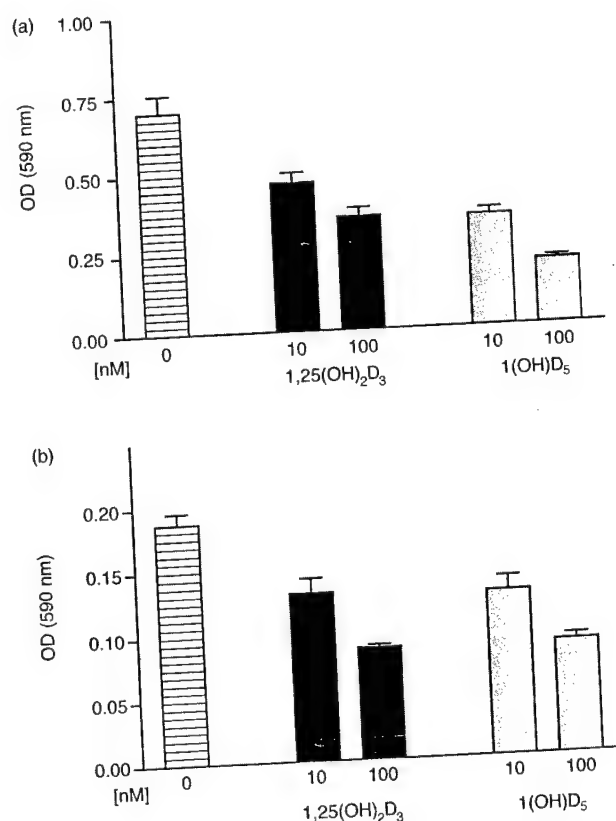 (a)
1.00
0.75
0.50
0.25
0.00
OD (590 nm)
[nM] 0 10 100 10 100
1,25(OH)₂D₃ 1(OH)D₅
(b)
0.20
0.15
0.10
0.05
0.00
OD (590 nm)
[nM] 0 10 100 10 100
1,25(OH)₂D₃ 1(OH)D₅